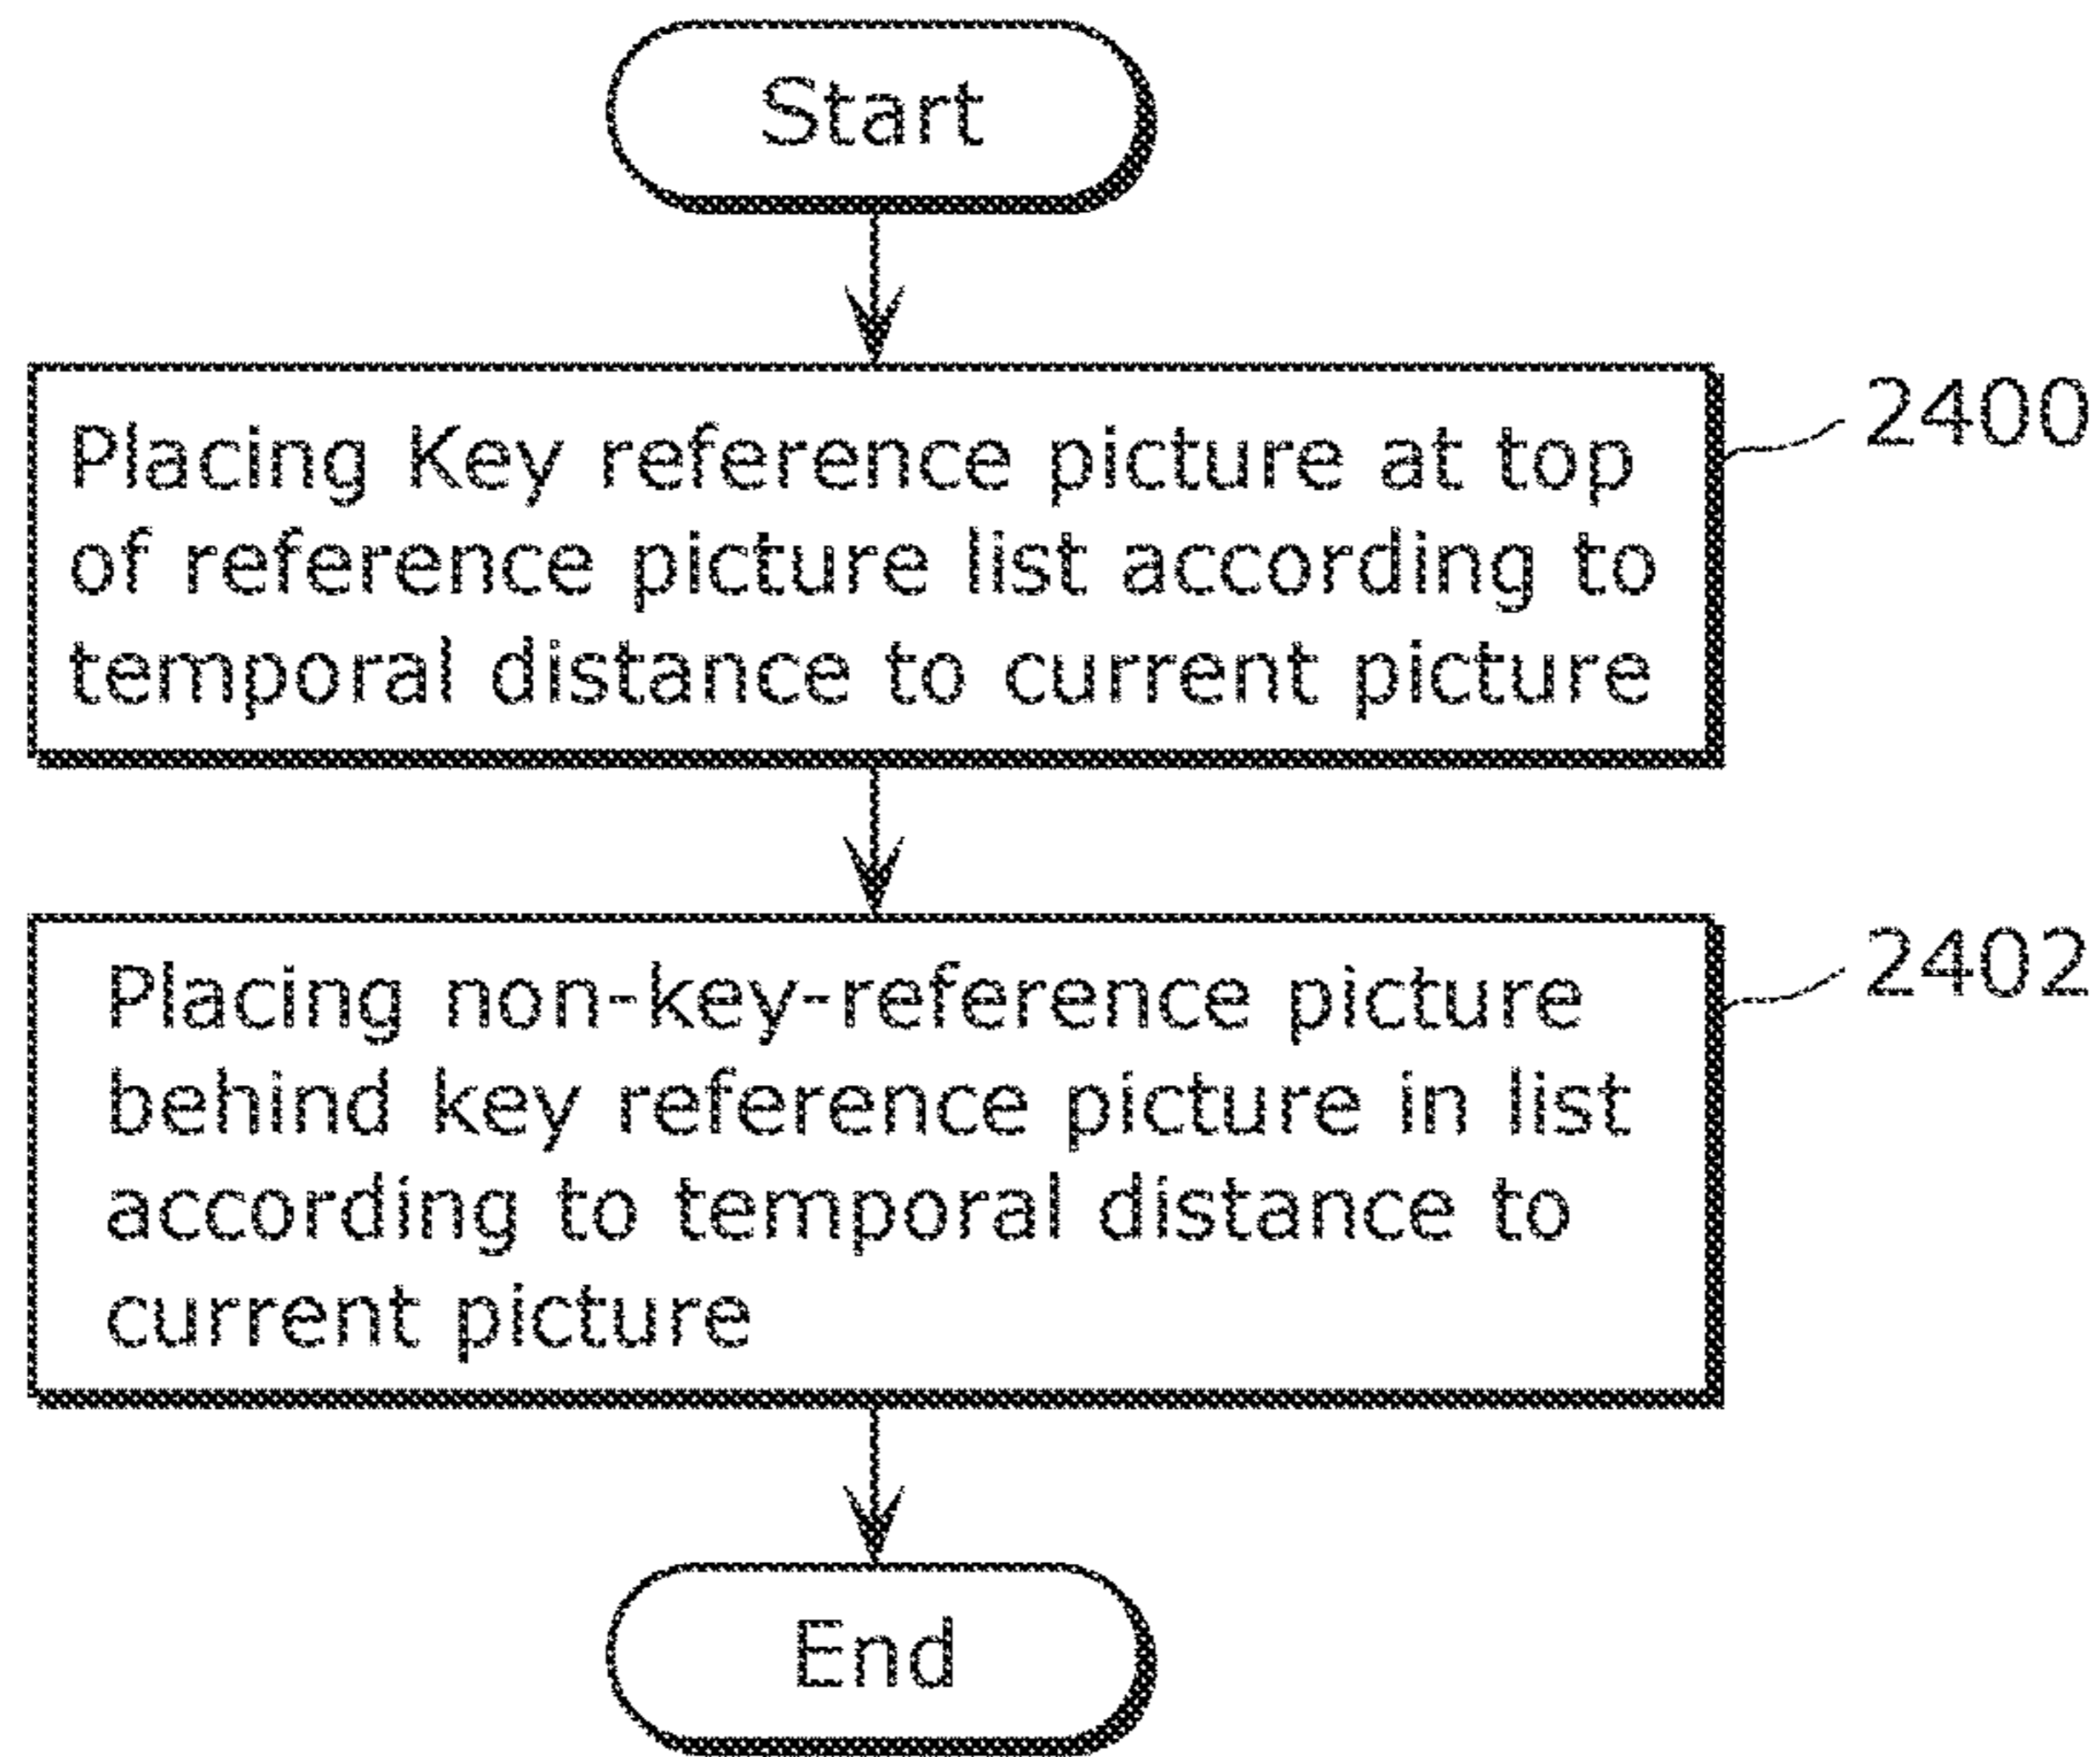 Start
Placing Key reference picture at top
of reference picture list according to
temporal distance to current picture
2400
Placing non-key-reference picture
behind key reference picture in list
according to temporal distance to
current picture
2402
End